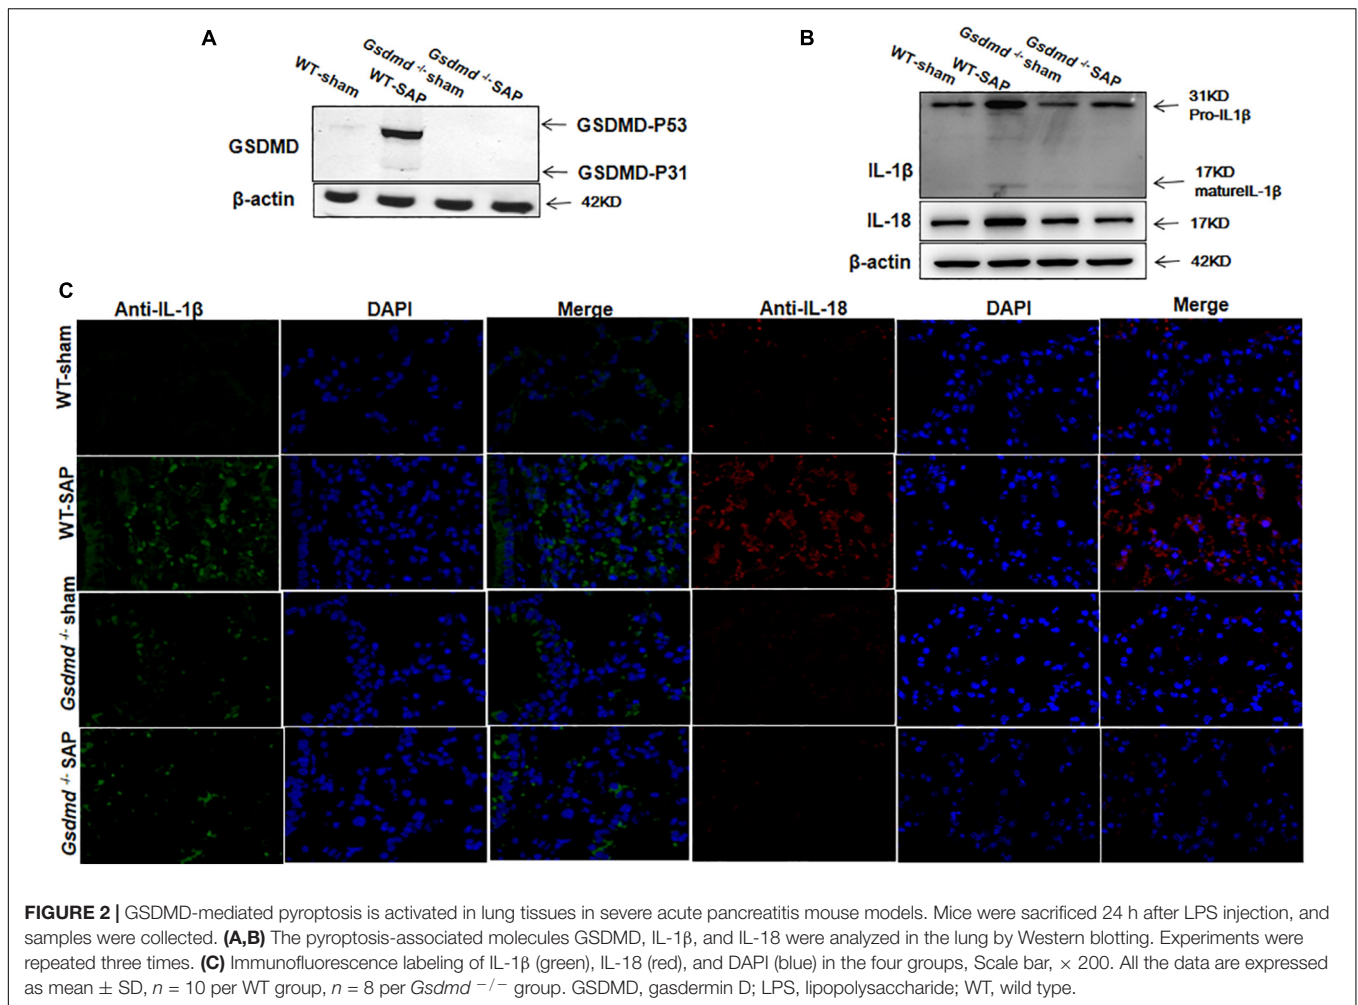 A
WT-sham
WT-SAP
Gsdmd -/- sham
Gsdmd -/- SAP
GSDMD
GSDMD-P53
GSDMD-P31
β-actin
42KD
B
WT-sham
WT-SAP
Gsdmd -/- sham
Gsdmd -/- SAP
31KD
Pro-IL1β
IL-1β
17KD
matureIL-1β
IL-18
17KD
β-actin
42KD
C
Anti-IL-1β DAPI Merge Anti-IL-18 DAPI Merge
WT-sham
WT-SAP
Gsdmd -/- sham
Gsdmd -/- SAP
FIGURE 2 | GSDMD-mediated pyroptosis is activated in lung tissues in severe acute pancreatitis mouse models. Mice were sacrificed 24 h after LPS injection, and
samples were collected. (A,B) The pyroptosis-associated molecules GSDMD, IL-1β, and IL-18 were analyzed in the lung by Western blotting. Experiments were
repeated three times. (C) Immunofluorescence labeling of IL-1β (green), IL-18 (red), and DAPI (blue) in the four groups, Scale bar, × 200. All the data are expressed
as mean ± SD, n = 10 per WT group, n = 8 per Gsdmd −/− group. GSDMD, gasdermin D; LPS, lipopolysaccharide; WT, wild type.